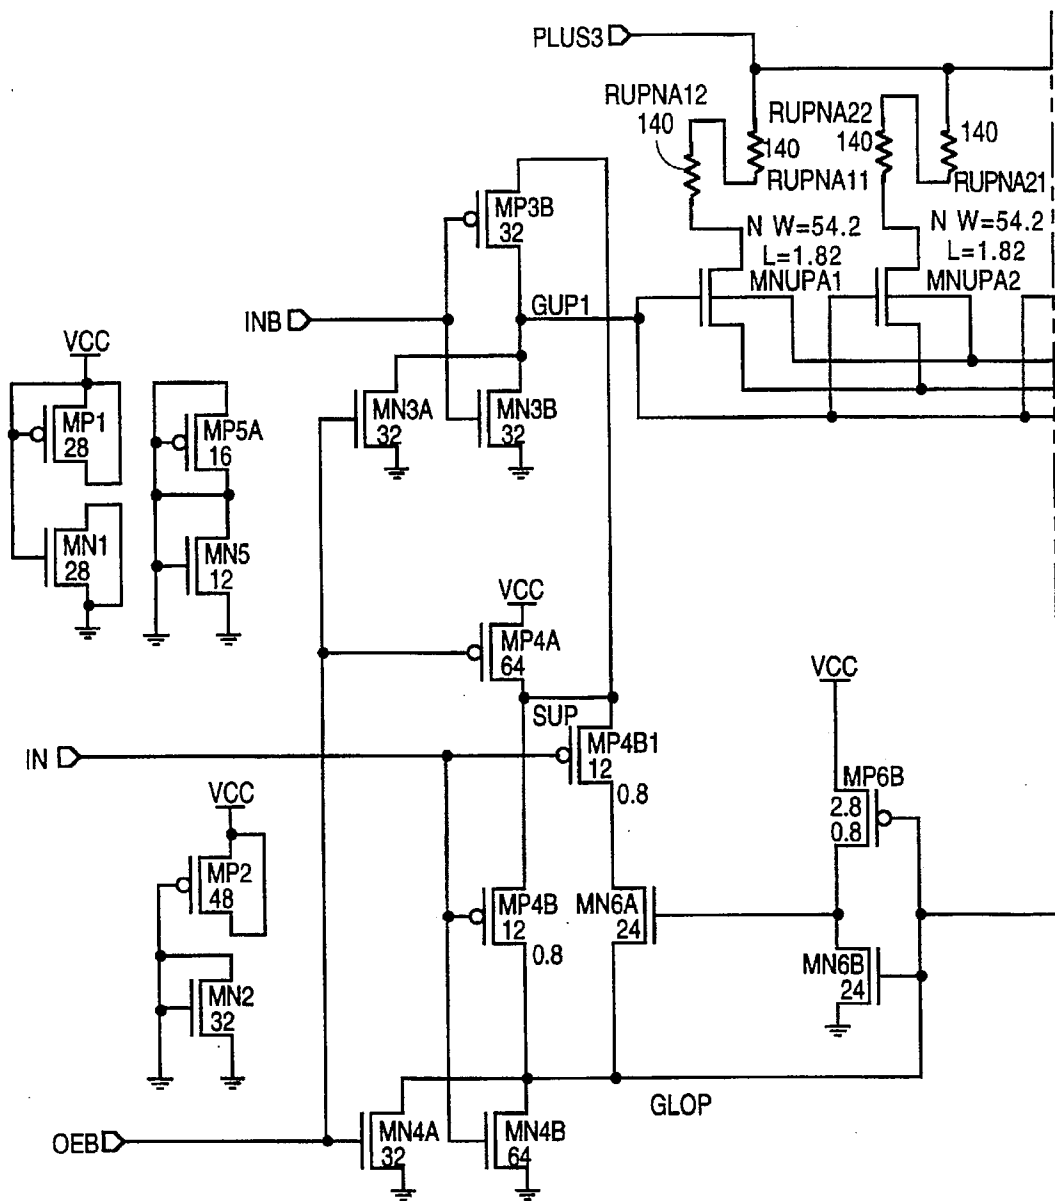 PLUS3
RUPNA12
140
140
RUPNA11
RUPNA22
140
140
RUPNA21
MP3B
32
N W=54.2
L=1.82
MNUPA1
N W=54.2
L=1.82
MNUPA2
INB
GUP1
VCC
MP1
28
MP5A
16
MN3A
32
MN3B
32
MN1
28
MN5
12
VCC
MP4A
64
SUP
VCC
IN
MP4B1
12
0.8
MP6B
2.8
0.8
VCC
MP2
48
MP4B
12
0.8
MN6A
24
MN6B
24
MN2
32
GLOP
OEB
MN4A
32
MN4B
64